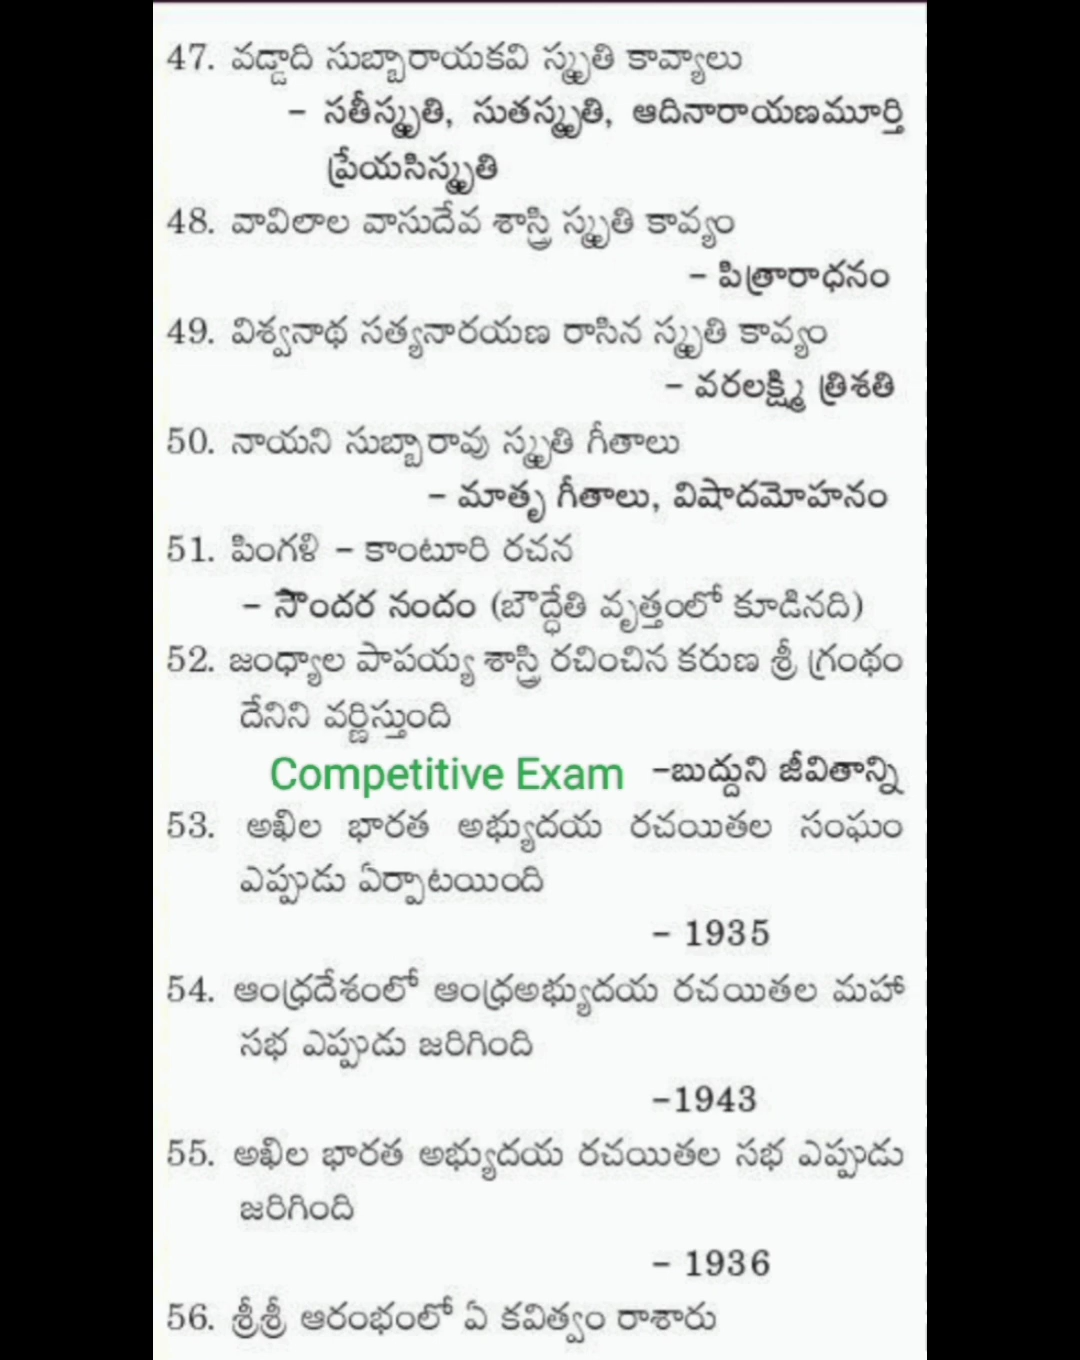 47. వడ్డాది సుబ్బారాయకవి స్మృతి కావ్యాలు
– సతీస్మృతి, సుతస్మృతి, ఆదినారాయణమూర్తి
ప్రేయసిస్మృతి
48. వావిలాల వాసుదేవ శాస్త్రి స్మృతి కావ్యం
– పిత్రారాధనం
49. విశ్వనాథ సత్యనారయణ రాసిన స్మృతి కావ్యం
– వరలక్ష్మి త్రిశతి
50. నాయని సుబ్బారావు స్మృతి గీతాలు
– మాతృ గీతాలు, విషాదమోహనం
51. పింగళి – కాంటూరి రచన
– సౌందర నందం (బౌద్ధేతి వృత్తంలో కూడినది)
52. జంధ్యాల పాపయ్య శాస్త్రి రచించిన కరుణ శ్రీ గ్రంథం
దేనిని వర్ణిస్తుంది
Competitive Exam –బుద్దుని జీవితాన్ని
53. అఖిల భారత అభ్యుదయ రచయితల సంఘం
ఎప్పుడు ఏర్పాటయింది
– 1935
54. ఆంధ్రదేశంలో ఆంధ్రఅభ్యుదయ రచయితల మహా
సభ ఎప్పుడు జరిగింది
–1943
55. అఖిల భారత అభ్యుదయ రచయితల సభ ఎప్పుడు
జరిగింది
– 1936
56. శ్రీశ్రీ ఆరంభంలో ఏ కవిత్వం రాశారు